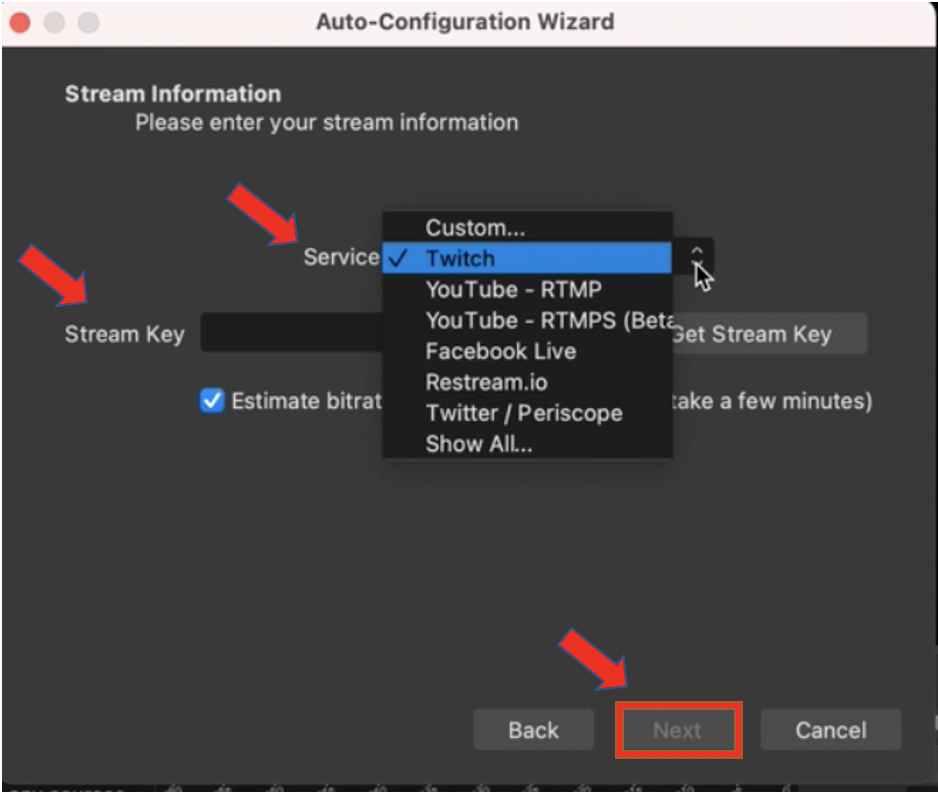 Auto-Configuration Wizard
Stream Information
Please enter your stream information
Custom...
Service ✓ Twitch
YouTube - RTMP
YouTube - RTMPS (Beta
Stream Key Get Stream Key
Facebook Live
Restream.io
Estimate bitrat take a few minutes)
Twitter / Periscope
Show All...
Back Next Cancel